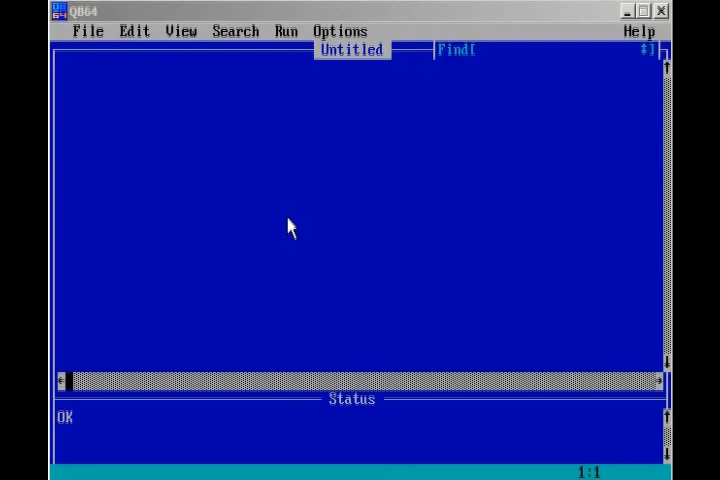 QB64
File Edit View Search Run Options Help
Untitled Find[ ]
Status
OK
1:1